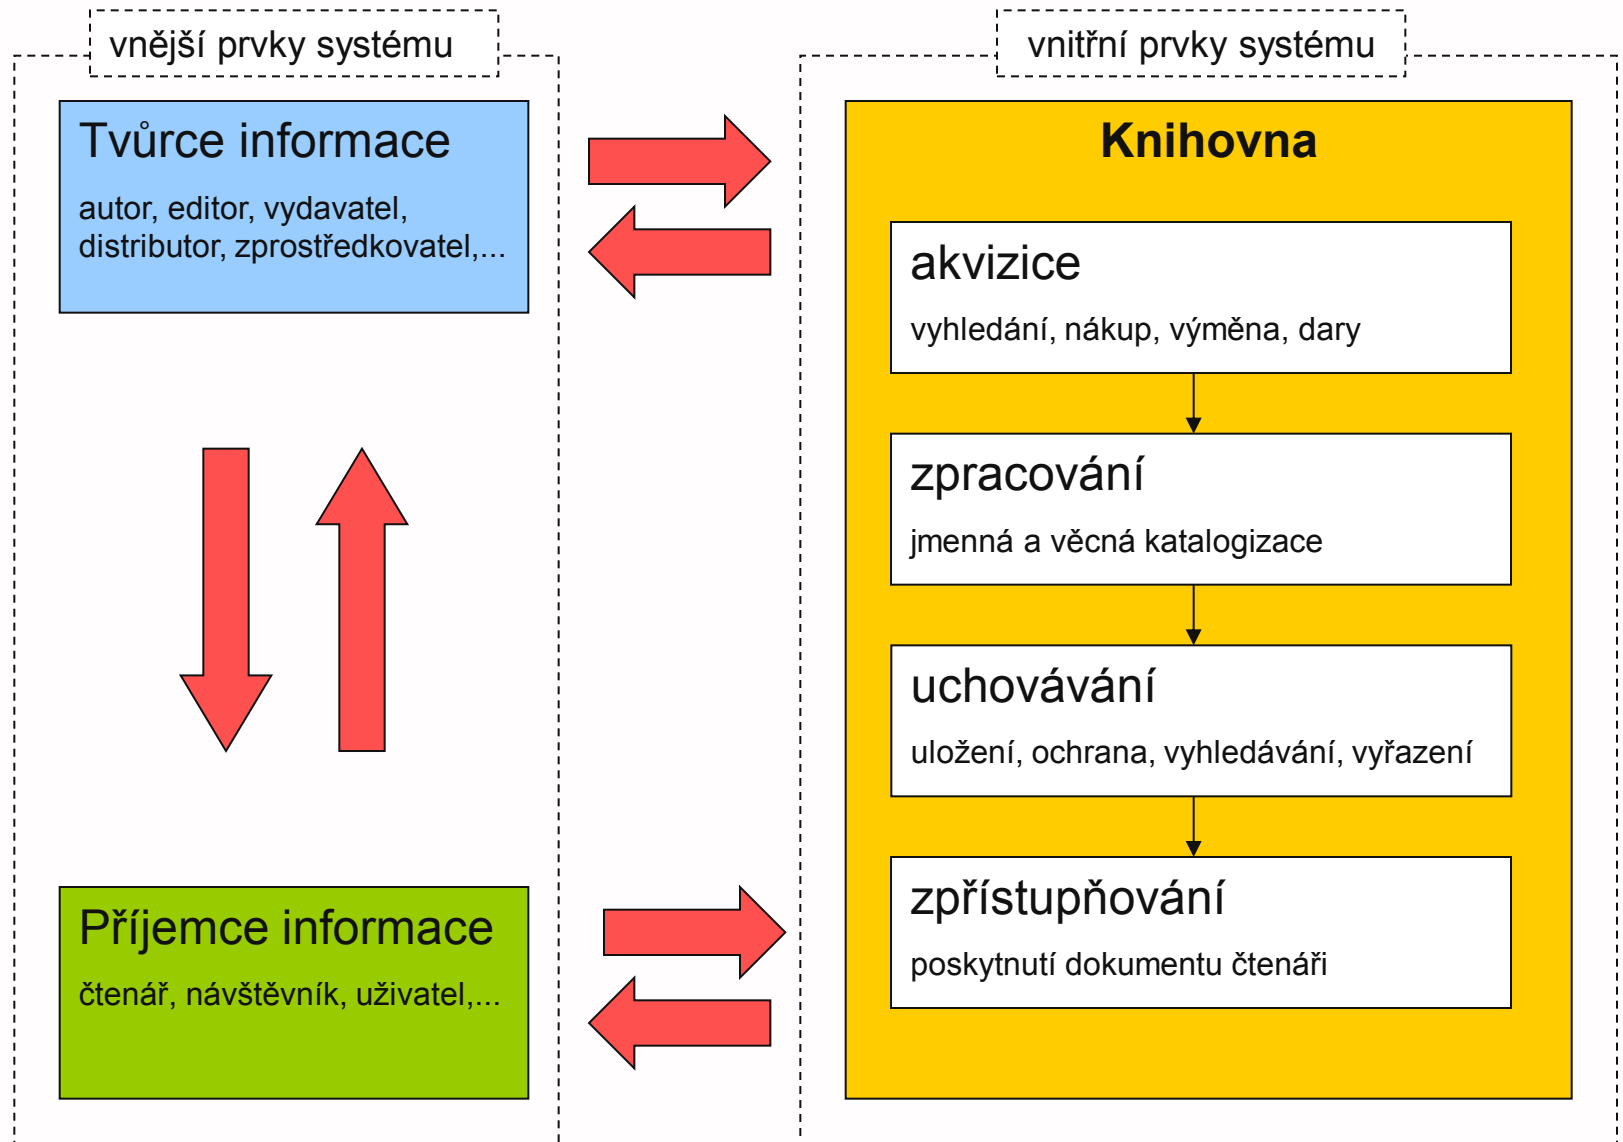 vnější prvky systému
Tvůrce informace
autor, editor, vydavatel,
distributor, zprostředkovatel,...
Příjemce informace
čtenář, návštěvník, uživatel,...
vnitřní prvky systému
Knihovna
akvizice
vyhledání, nákup, výměna, dary
zpracování
jmenná a věcná katalogizace
uchovávání
uložení, ochrana, vyhledávání, vyřazení
zpřístupňování
poskytnutí dokumentu čtenáři